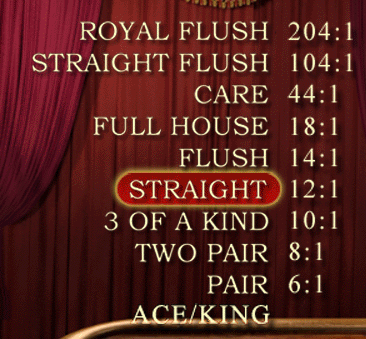 ROYAL FLUSH 204:1
STRAIGHT FLUSH 104:1
CARE 44:1
FULL HOUSE 18:1
FLUSH 14:1
STRAIGHT 12:1
3 OF A KIND 10:1
TWO PAIR 8:1
PAIR 6:1
ACE/KING